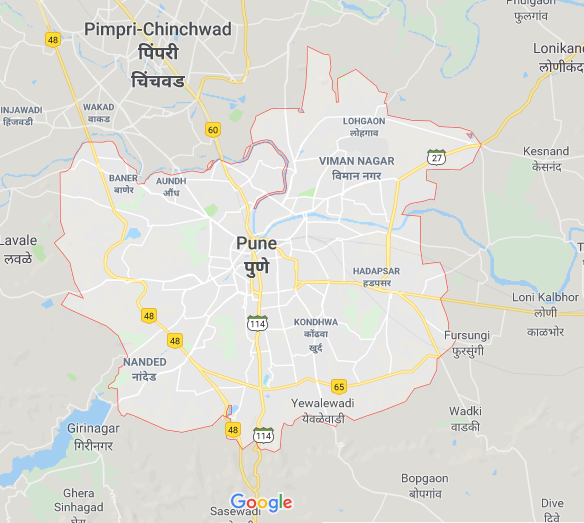 Phulgaon
फुलगांव
Pimpri-Chinchwad
पिंपरी
चिंचवड
48
Lonikand
लोणीकंद
INJAWADI
हिंजवडी
WAKAD
वाकड
60
LOHGAON
लोहगाव
27
Kesnand
केसनंद
VIMAN NAGAR
विमान नगर
BANER
बाणेर
AUNDH
औंध
Lavale
लवळे
Pune
पुणे
HADAPSAR
हडपसर
Loni Kalbhor
लोणी
काळभोर
48
114
KONDHWA
कोंढवा
खुर्द
48
Fursungi
फुरसुंगी
NANDED
नांदेड
65
Yewalewadi
येवळेवाडी
Wadki
वाडकी
Girinagar
गिरीनगर
48
114
Bopgaon
बोपगांव
Ghera
Sinhagad
Google
Sasewadi
Dive
दिवे